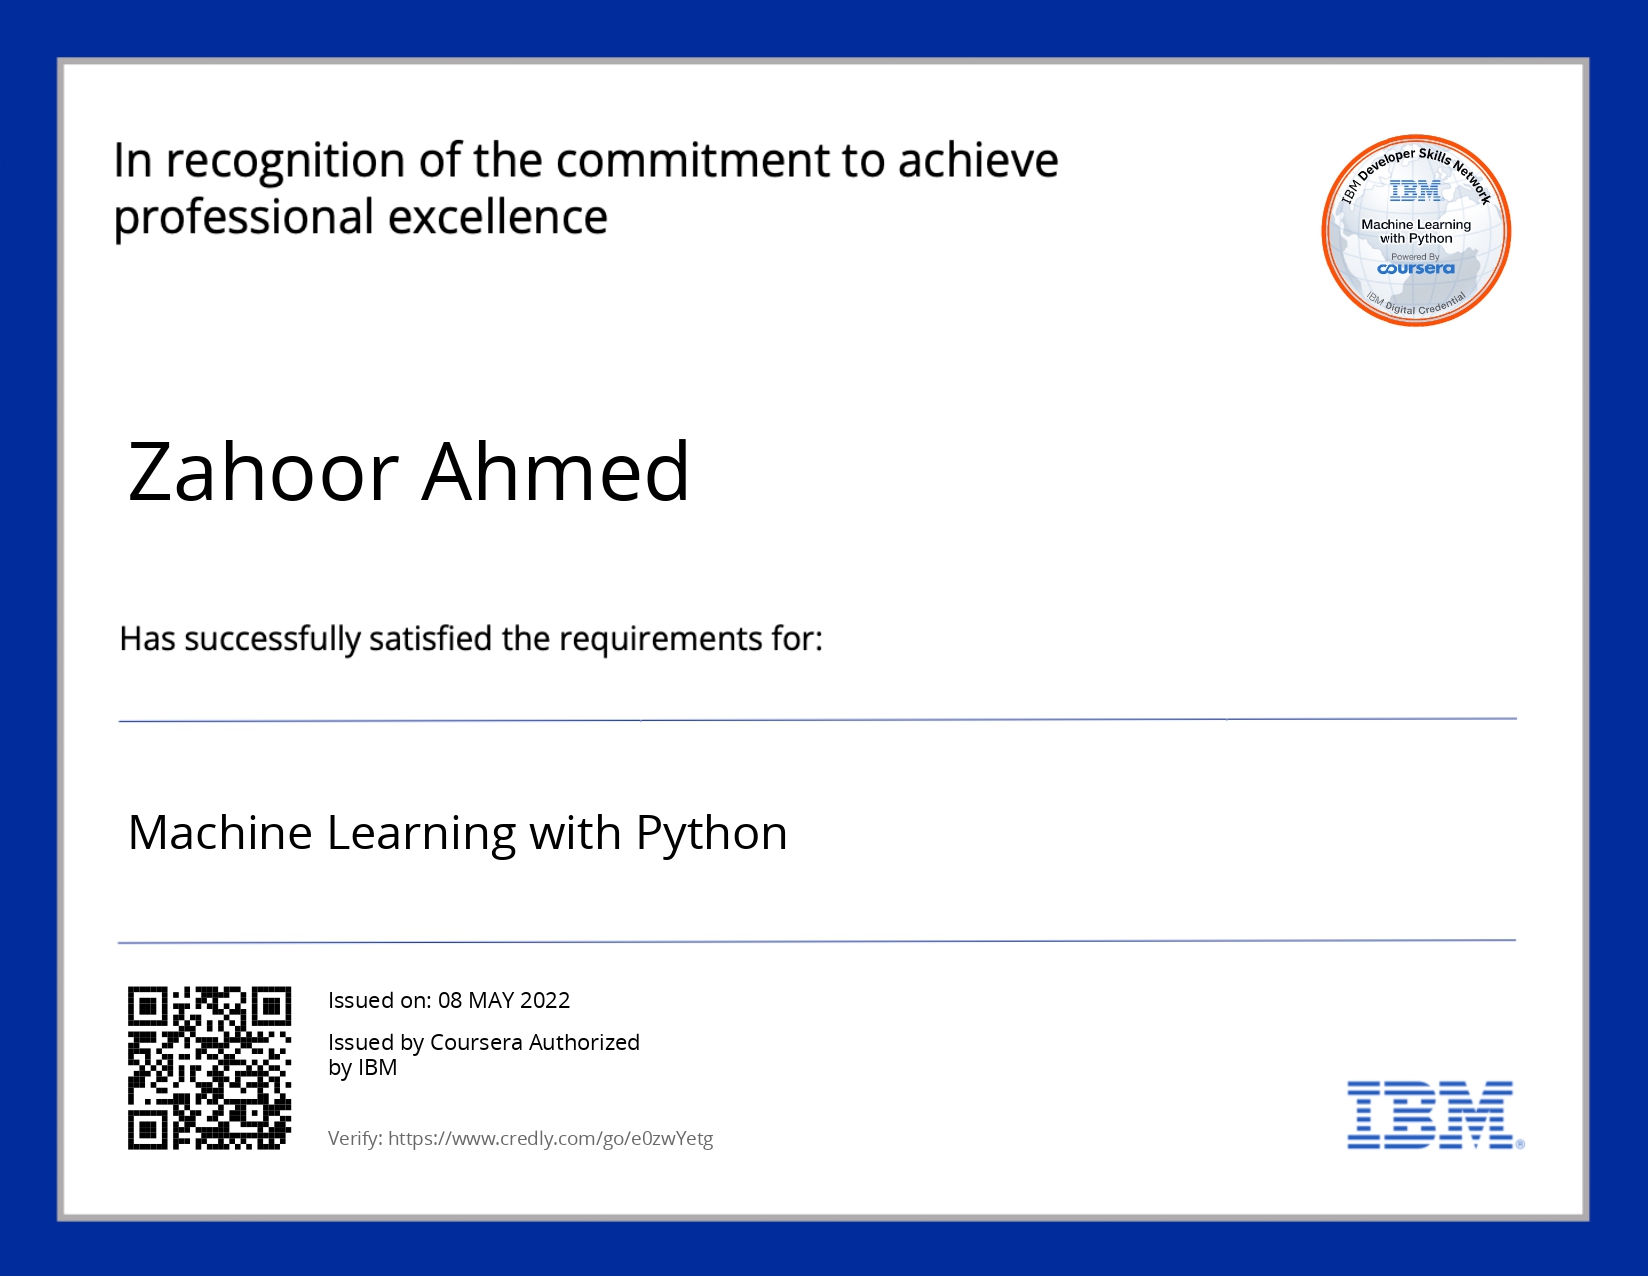 In recognition of the commitment to achieve
professional excellence
IBM Developer Skills Network
IBM
Machine Learning
with Python
Powered By
coursera
IBM Digital Credential
Zahoor Ahmed
Has successfully satisfied the requirements for:
Machine Learning with Python
Issued on: 08 MAY 2022
Issued by Coursera Authorized
by IBM
Verify: https://www.credly.com/go/e0zwYetg
IBM®